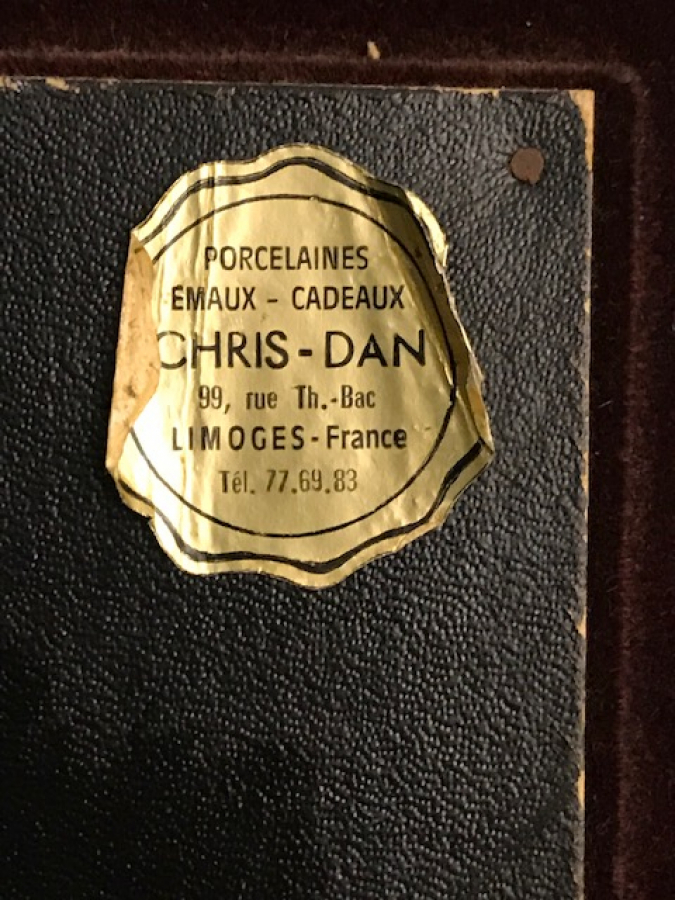 PORCELAINES
EMAUX - CADEAUX
CHRIS-DAN
99, rue Th.-Bac
LIMOGES - France
Tél. 77.69.83